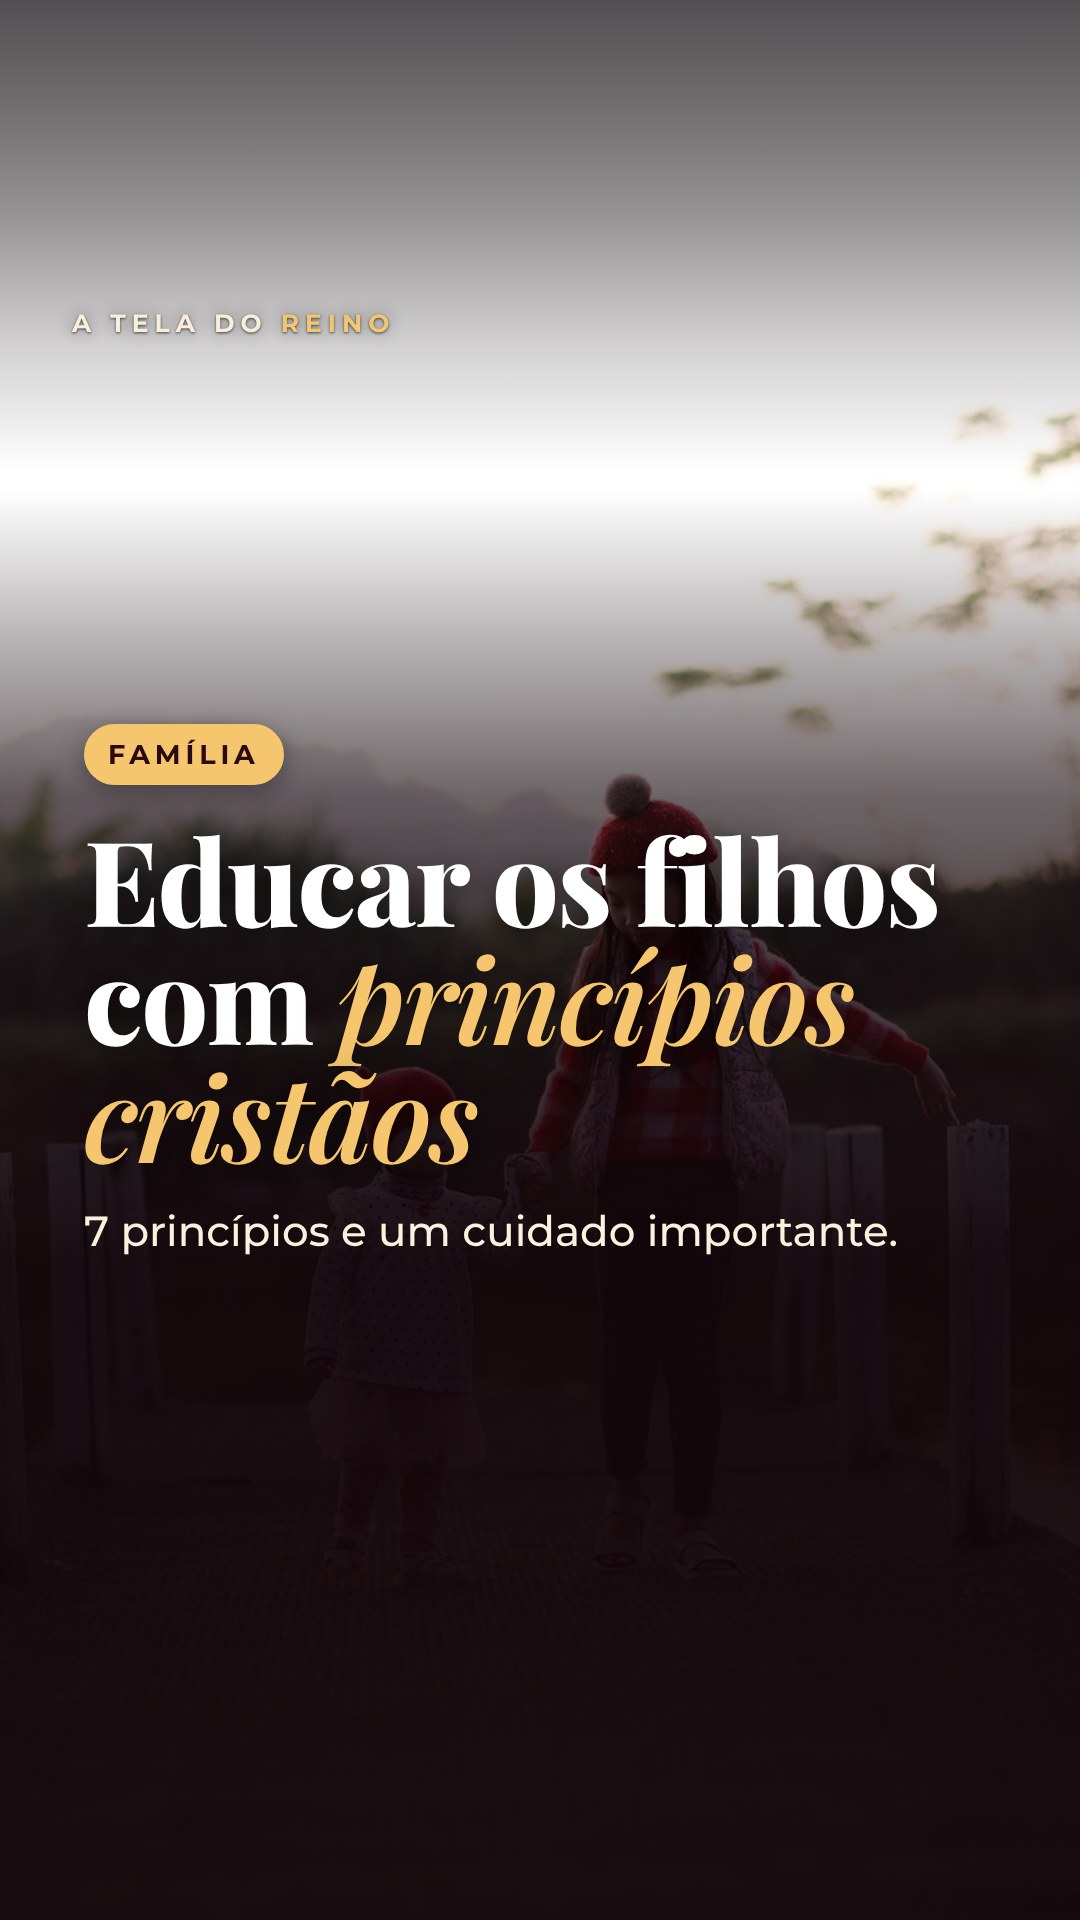 A TELA DO REINO
FAMÍLIA
Educar os filhos
com princípios
cristãos
7 princípios e um cuidado importante.